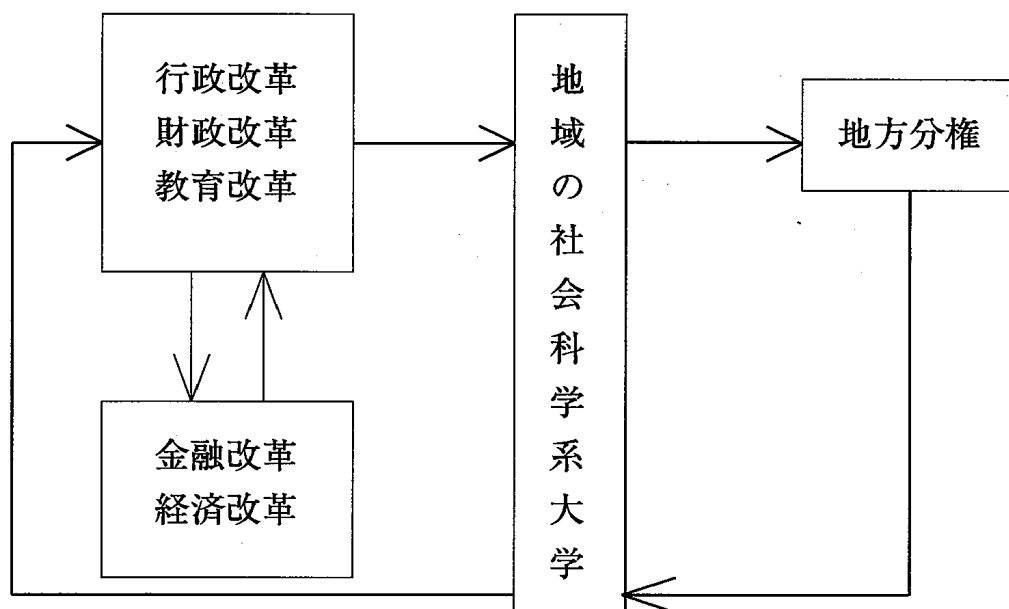 行政改革
財政改革
教育改革
金融改革
経済改革
地域の社会科学系大学
地方分権